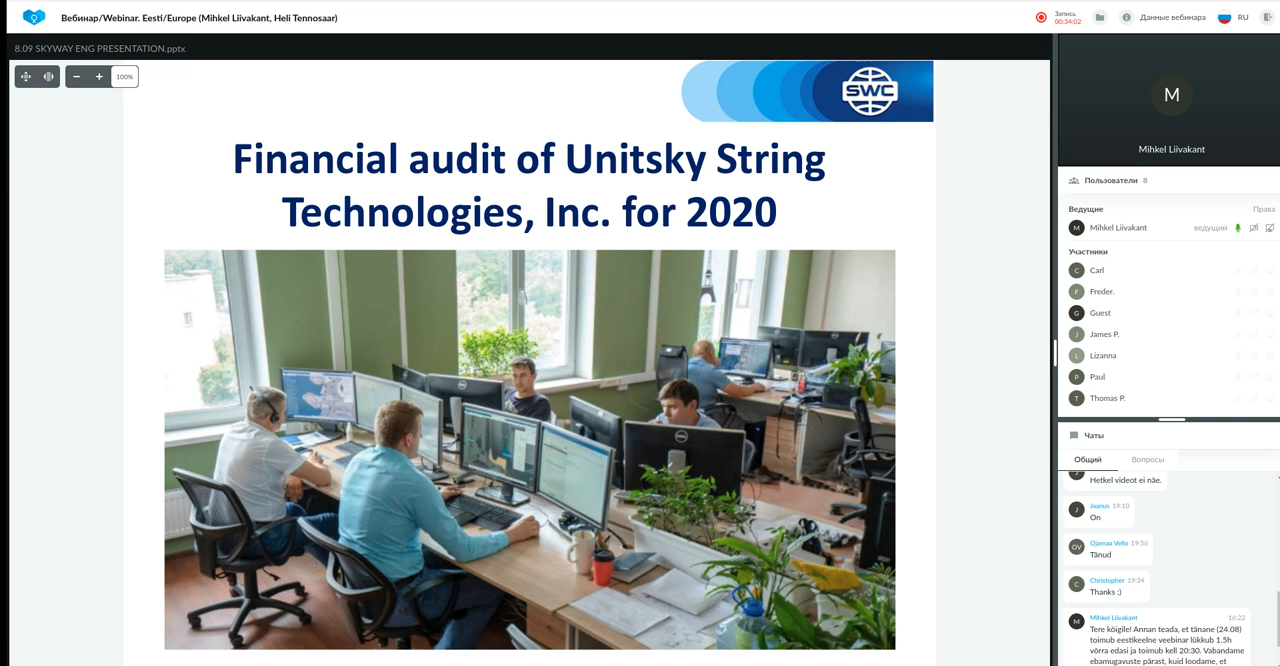 Вебинар/Webinar. Eesti/Europe (Mihkel Liivakant, Heli Tennosaar)
Запись
00:34:02
Данные вебинара
RU
8.09 SKYWAY ENG PRESENTATION.pptx
100%
SWC
Financial audit of Unitsky String
Technologies, Inc. for 2020
M
Mihkel Liivakant
Пользователи 8
Ведущие Права
M Mihkel Liivakant ведущий
Участники
C Carl
F Freder.
G Guest
J James P.
L Lizanna
P Paul
T Thomas P.
Чаты
Общий Вопросы
Hetkel videot ei näe.
J Jaanus 19:10
On
OV Ojamaa Vello 19:56
Tänud
C Christopher 19:34
Thanks :)
M Mihkel Liivakant 16:22
Tere kõigile! Annan teada, et tänane (24.08)
toimub eestikeelne veebinar lükkub 1.5h
võrra edasi ja toimub kell 20:30. Vabandame
ebamugavuste pärast, kuid loodame, et